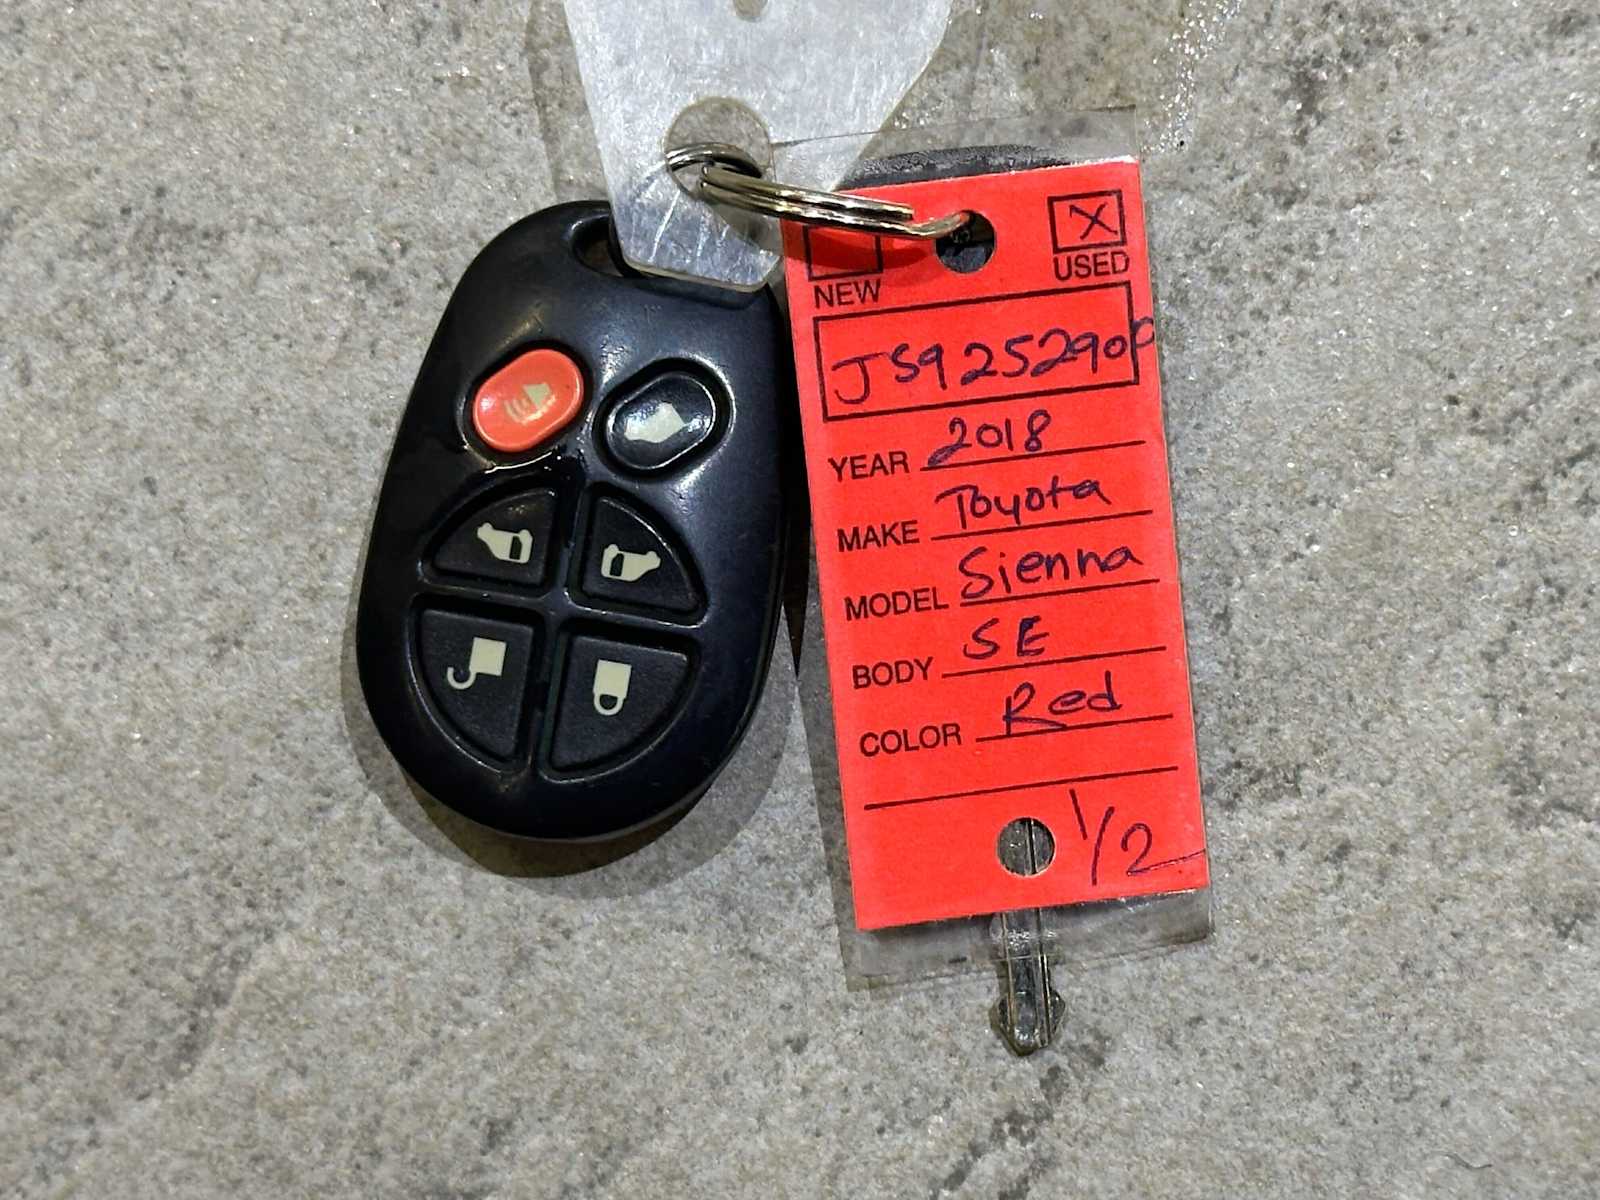 NEW
X USED
JS925290P
YEAR 2018
MAKE Toyota
MODEL Sienna
BODY SE
COLOR Red
1/2